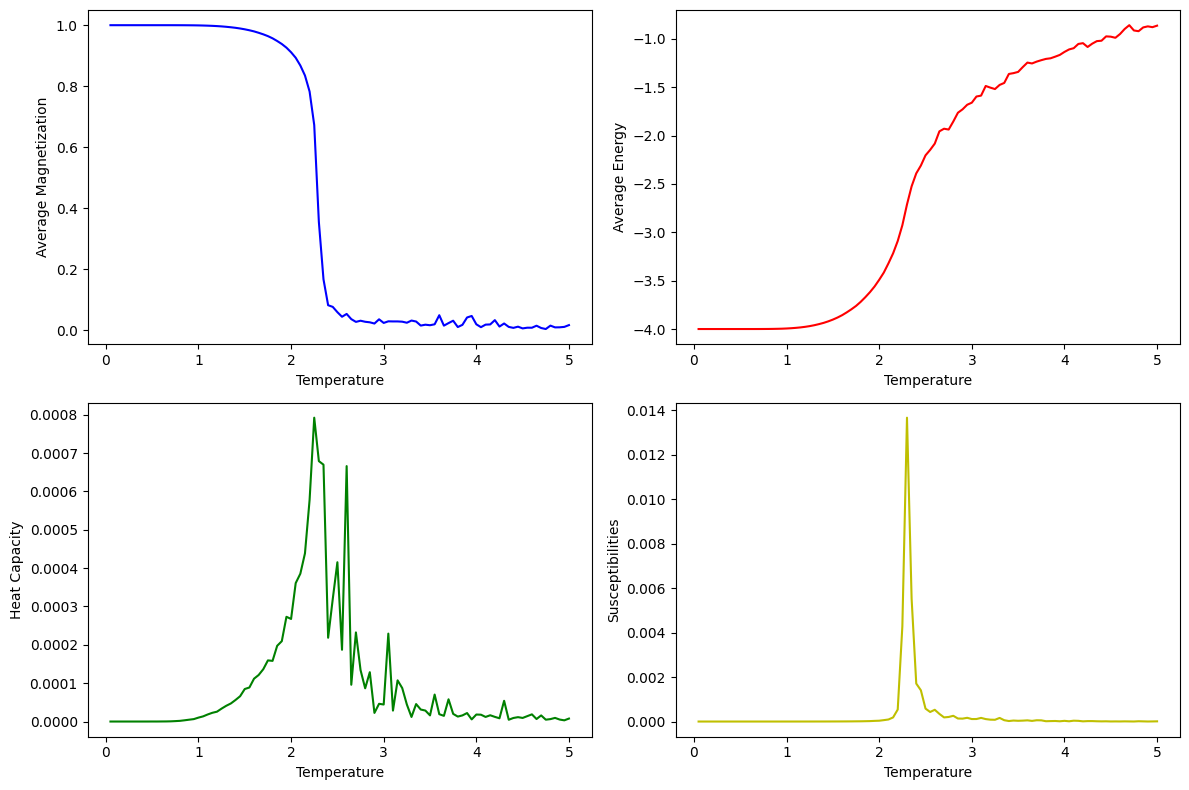 1.0
0.8
0.6
0.4
0.2
0.0
Average Magnetization
0 1 2 3 4 5
Temperature
−1.0
−1.5
−2.0
−2.5
−3.0
−3.5
−4.0
Average Energy
0 1 2 3 4 5
Temperature
0.0008
0.0007
0.0006
0.0005
0.0004
0.0003
0.0002
0.0001
0.0000
Heat Capacity
0 1 2 3 4 5
Temperature
0.014
0.012
0.010
0.008
0.006
0.004
0.002
0.000
Susceptibilities
0 1 2 3 4 5
Temperature